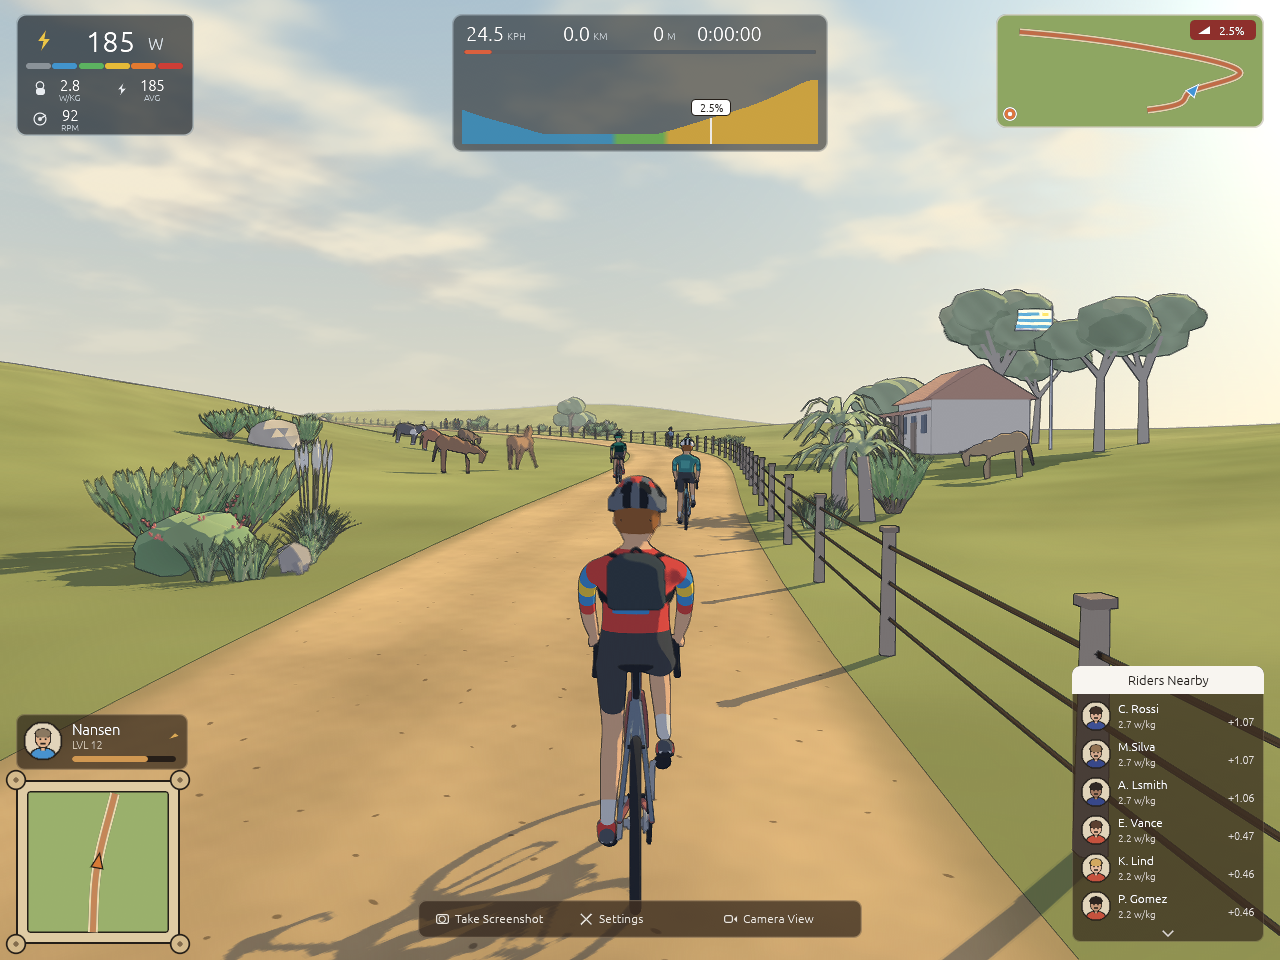 185 W
2.8 W/KG
185 AVG
92 RPM
24.5 KPH 0.0 KM 0 M 0:00:00
2.5%
2.5%
Nansen
LVL 12
Riders Nearby
C. Rossi
2.7 w/kg +1.07
M.Silva
2.7 w/kg +1.07
A. Lsmith
2.7 w/kg +1.06
E. Vance
2.2 w/kg +0.47
K. Lind
2.2 w/kg +0.46
P. Gomez
2.2 w/kg +0.46
Take Screenshot Settings Camera View